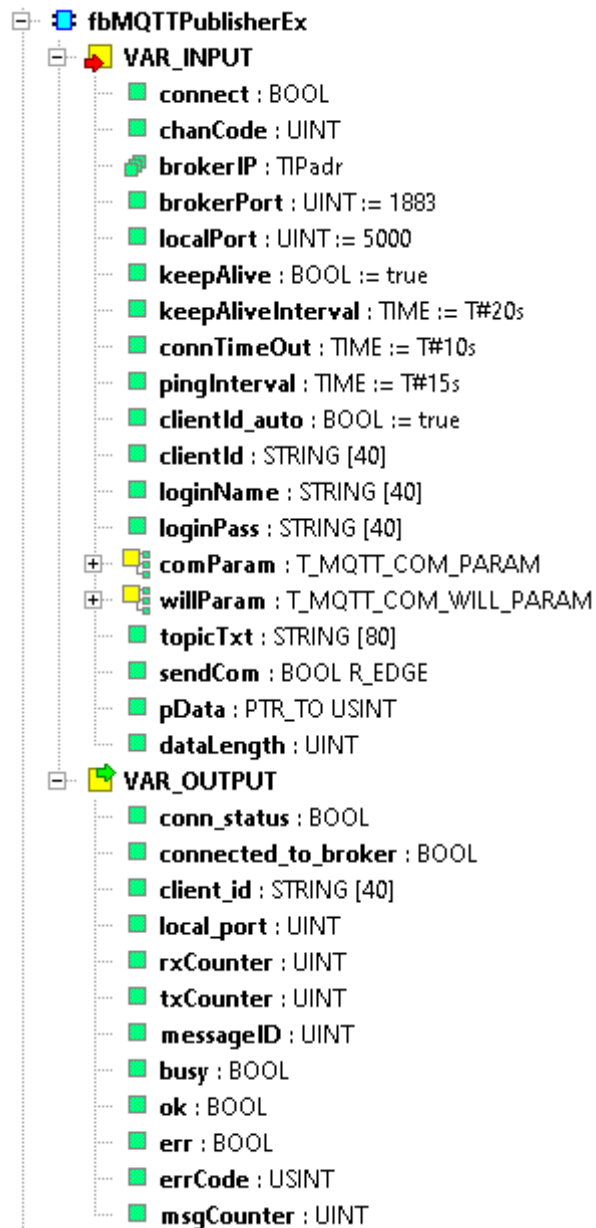 fbMQTTPublisherEx
VAR_INPUT
connect : BOOL
chanCode : UINT
brokerIP : TIPadr
brokerPort : UINT := 1883
localPort : UINT := 5000
keepAlive : BOOL := true
keepAliveInterval : TIME := T#20s
connTimeOut : TIME := T#10s
pingInterval : TIME := T#15s
clientId_auto : BOOL := true
clientId : STRING [40]
loginName : STRING [40]
loginPass : STRING [40]
comParam : T_MQTT_COM_PARAM
willParam : T_MQTT_COM_WILL_PARAM
topicTxt : STRING [80]
sendCom : BOOL R_EDGE
pData : PTR_TO USINT
dataLength : UINT
VAR_OUTPUT
conn_status : BOOL
connected_to_broker : BOOL
client_id : STRING [40]
local_port : UINT
rxCounter : UINT
txCounter : UINT
messageID : UINT
busy : BOOL
ok : BOOL
err : BOOL
errCode : USINT
msgCounter : UINT